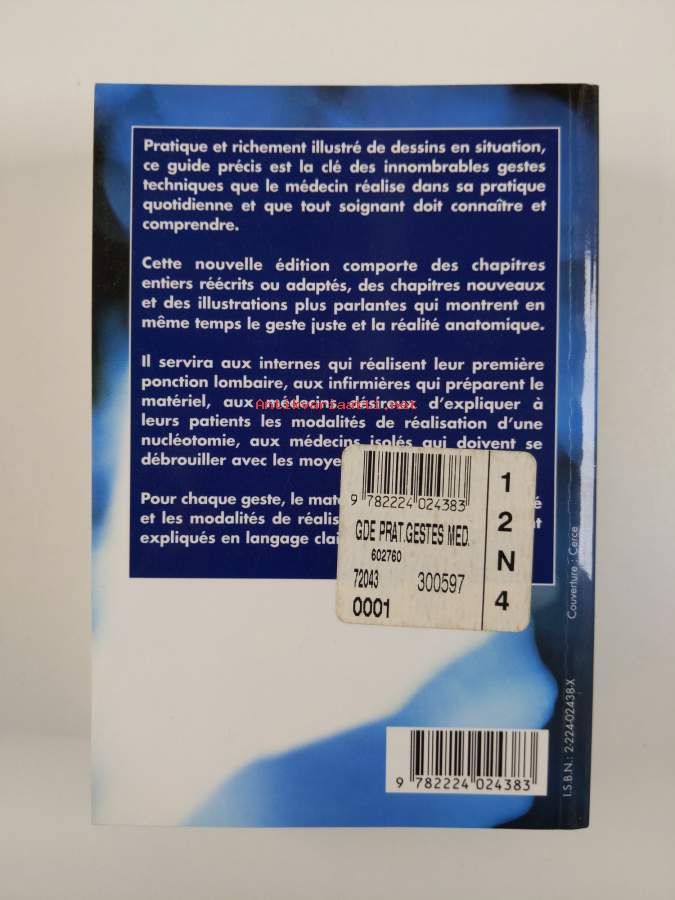 Pratique et richement illustré de dessins en situation,
ce guide précis est la clé des innombrables gestes
techniques que le médecin réalise dans sa pratique
quotidienne et que tout soignant doit connaître et
comprendre.
Cette nouvelle édition comporte des chapitres
entiers réécrits ou adaptés, des chapitres nouveaux
et des illustrations plus parlantes qui montrent en
même temps le geste juste et la réalité anatomique.
Il servira aux internes qui réalisent leur première
ponction lombaire, aux infirmières qui préparent le
matériel, aux médecins désireux d'expliquer à
leurs patients les modalités de réalisation d'une
nucléotomie, aux médecins isolés qui doivent se
débrouiller avec les
Pour chaque geste, le
et les modalités de
expliqués en langage
9 782224 024383
GDE PRAT.GESTES MED.
602760
72043 300597
0001
1
2
N
4
9 782224 024383
Couverture : Cerce
I.S.B.N.: 2-224-02438-X